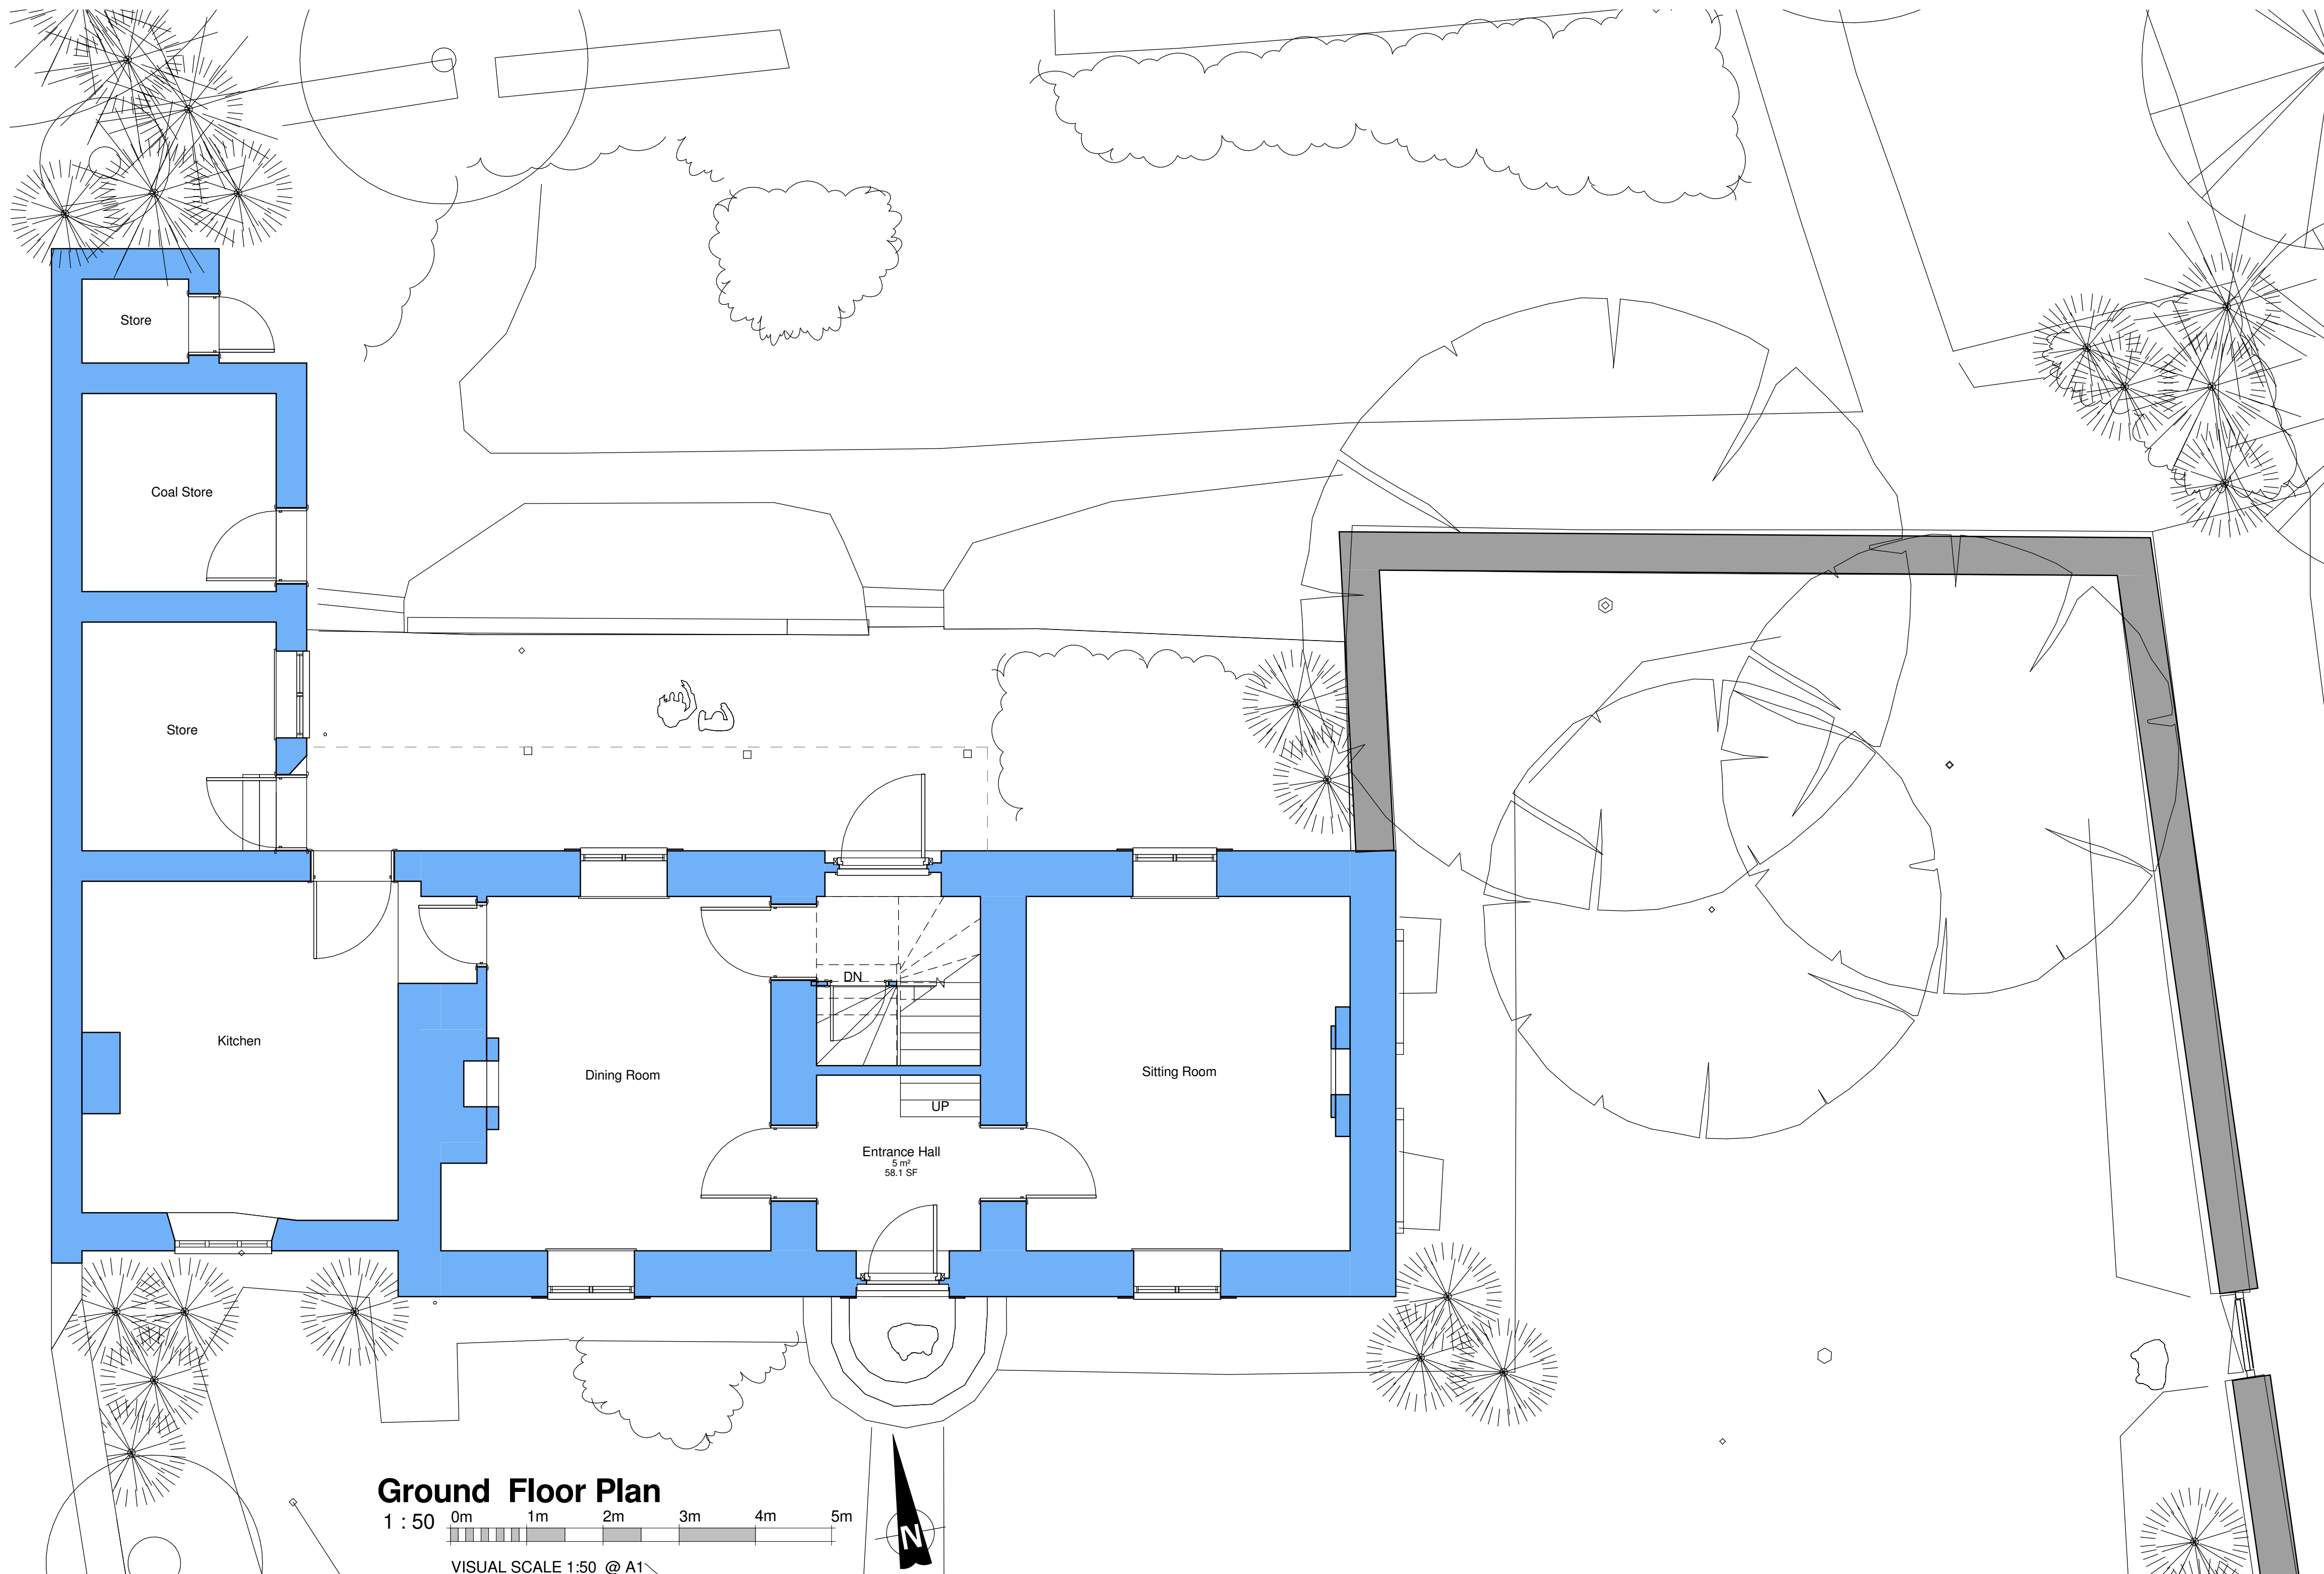 Store
Coal Store
Store
DN
Kitchen
Dining Room
Sitting Room
UP
Entrance Hall
5 m²
58.1 SF
Ground Floor Plan
1 : 50
0m 1m 2m 3m 4m 5m
N
VISUAL SCALE 1:50 @ A1